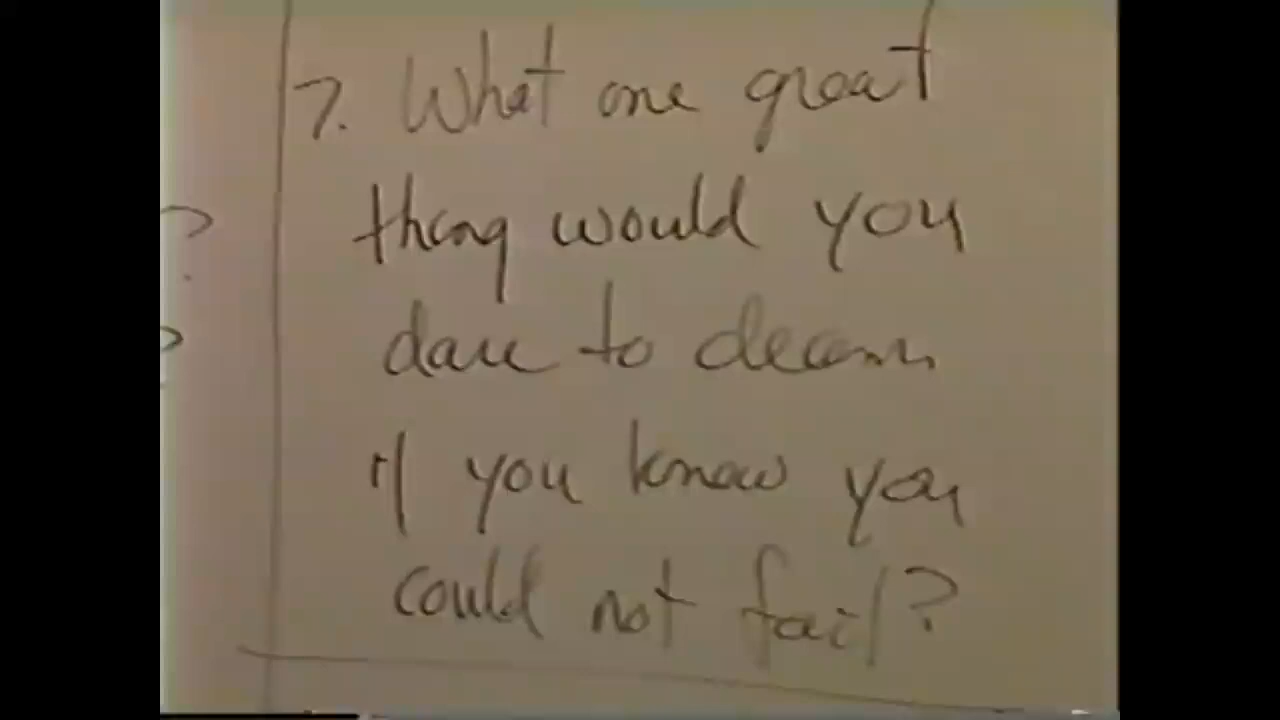 7. What one great
thing would you
dare to dream
if you knew you
could not fail?
?
?